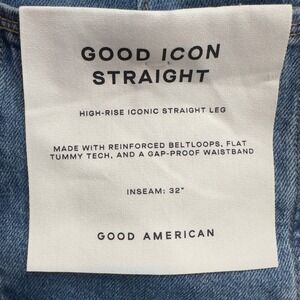 GOOD ICON
STRAIGHT
HIGH-RISE ICONIC STRAIGHT LEG
MADE WITH REINFORCED BELTLOOPS, FLAT
TUMMY TECH, AND A GAP-PROOF WAISTBAND
INSEAM: 32"
GOOD AMERICAN